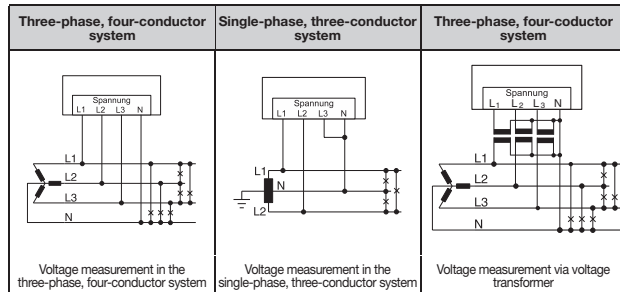 Three-phase, four-conductor
system
Spannung
L1 L2 L3 N
L1
L2
L3
N
Voltage measurement in the
three-phase, four-conductor system
Single-phase, three-conductor
system
Spannung
L1 L2 L3 N
L1
N
L2
Voltage measurement in the
single-phase, three-conductor system
Three-phase, four-coductor
system
Spannung
L1 L2 L3 N
L1
L2
L3
N
Voltage measurement via voltage
transformer